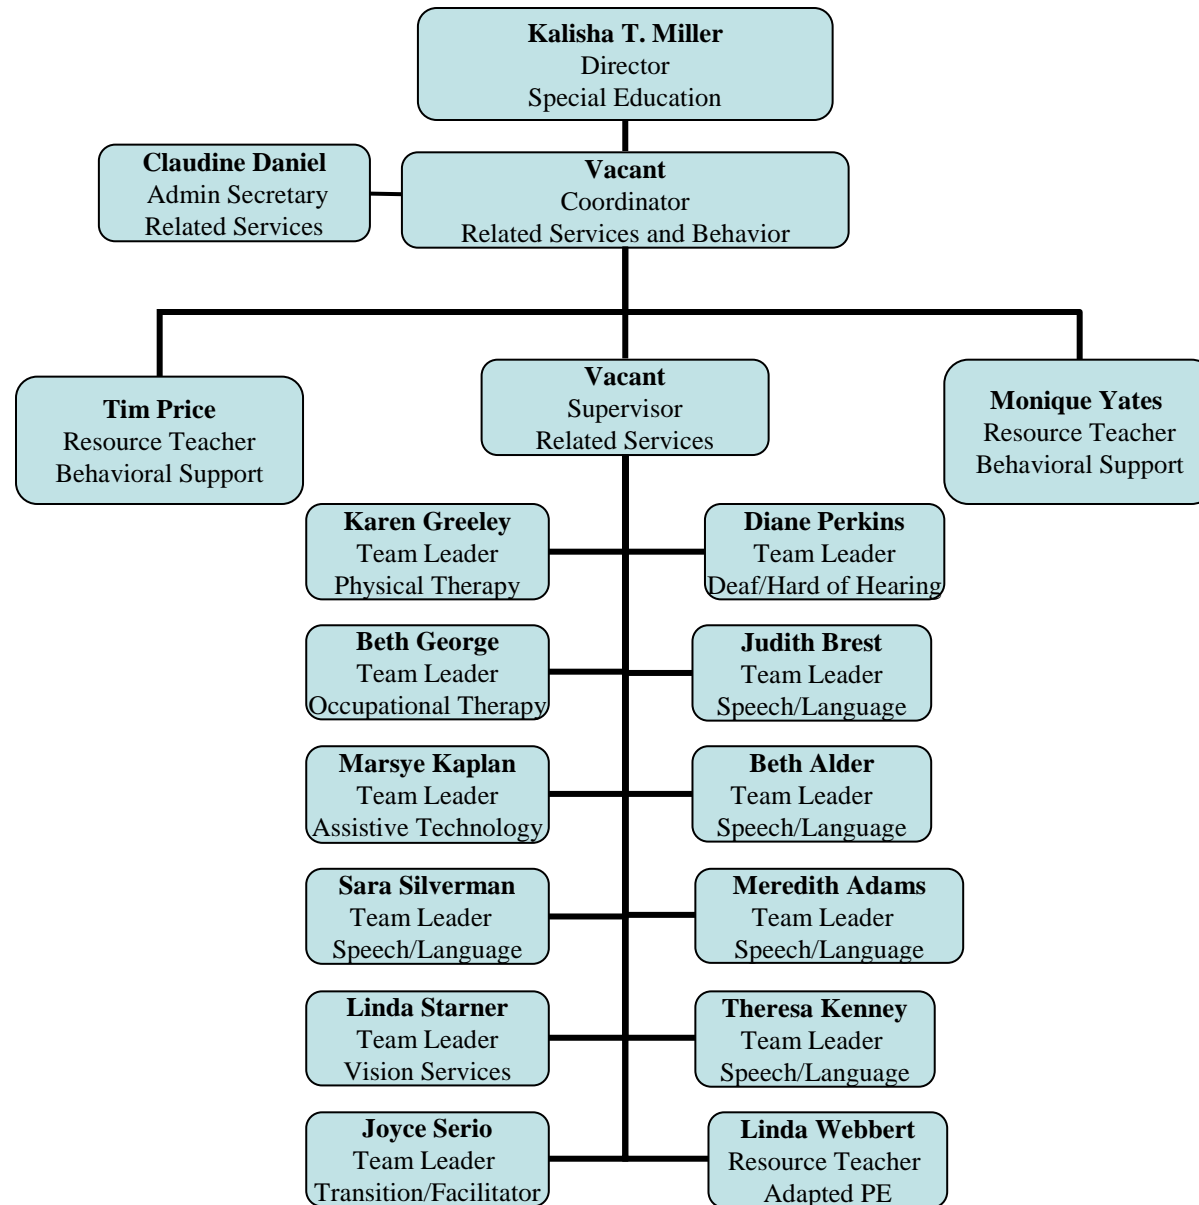 Kalisha T. Miller
Director
Special Education
Claudine Daniel
Admin Secretary
Related Services
Vacant
Coordinator
Related Services and Behavior
Tim Price
Resource Teacher
Behavioral Support
Vacant
Supervisor
Related Services
Monique Yates
Resource Teacher
Behavioral Support
Karen Greeley
Team Leader
Physical Therapy
Diane Perkins
Team Leader
Deaf/Hard of Hearing
Beth George
Team Leader
Occupational Therapy
Judith Brest
Team Leader
Speech/Language
Marsye Kaplan
Team Leader
Assistive Technology
Beth Alder
Team Leader
Speech/Language
Sara Silverman
Team Leader
Speech/Language
Meredith Adams
Team Leader
Speech/Language
Linda Starner
Team Leader
Vision Services
Theresa Kenney
Team Leader
Speech/Language
Joyce Serio
Team Leader
Transition/Facilitator
Linda Webbert
Resource Teacher
Adapted PE